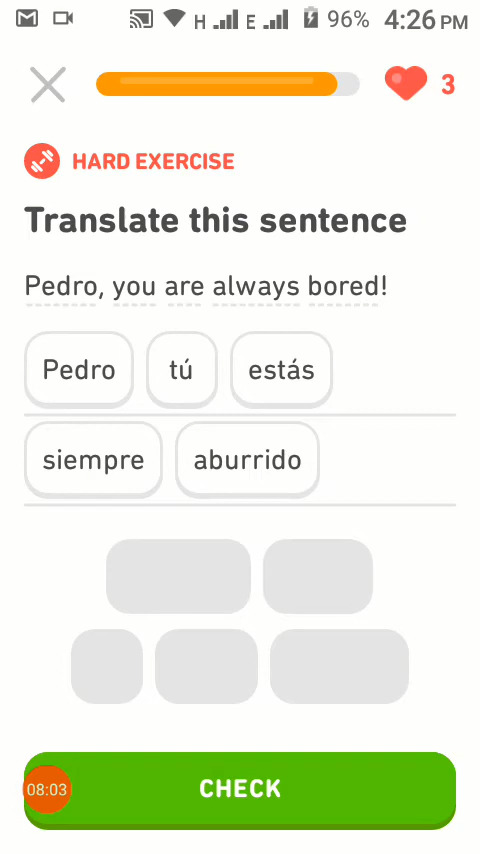 H E 96% 4:26 PM
3
HARD EXERCISE
Translate this sentence
Pedro, you are always bored!
Pedro tú estás
siempre aburrido
08:03 CHECK